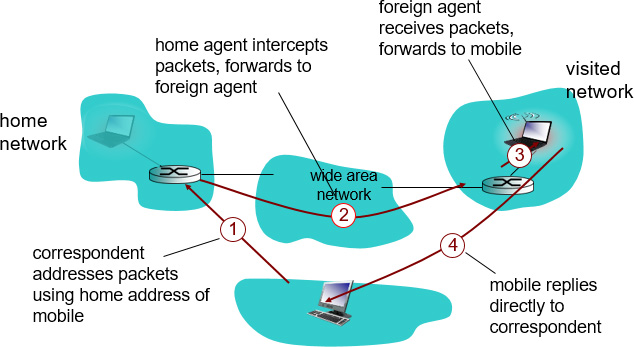 foreign agent
receives packets,
forwards to mobile
home agent intercepts
packets, forwards to
foreign agent
visited
network
home
network
wide area
network
3
2
1
4
correspondent
addresses packets
using home address of
mobile
mobile replies
directly to
correspondent